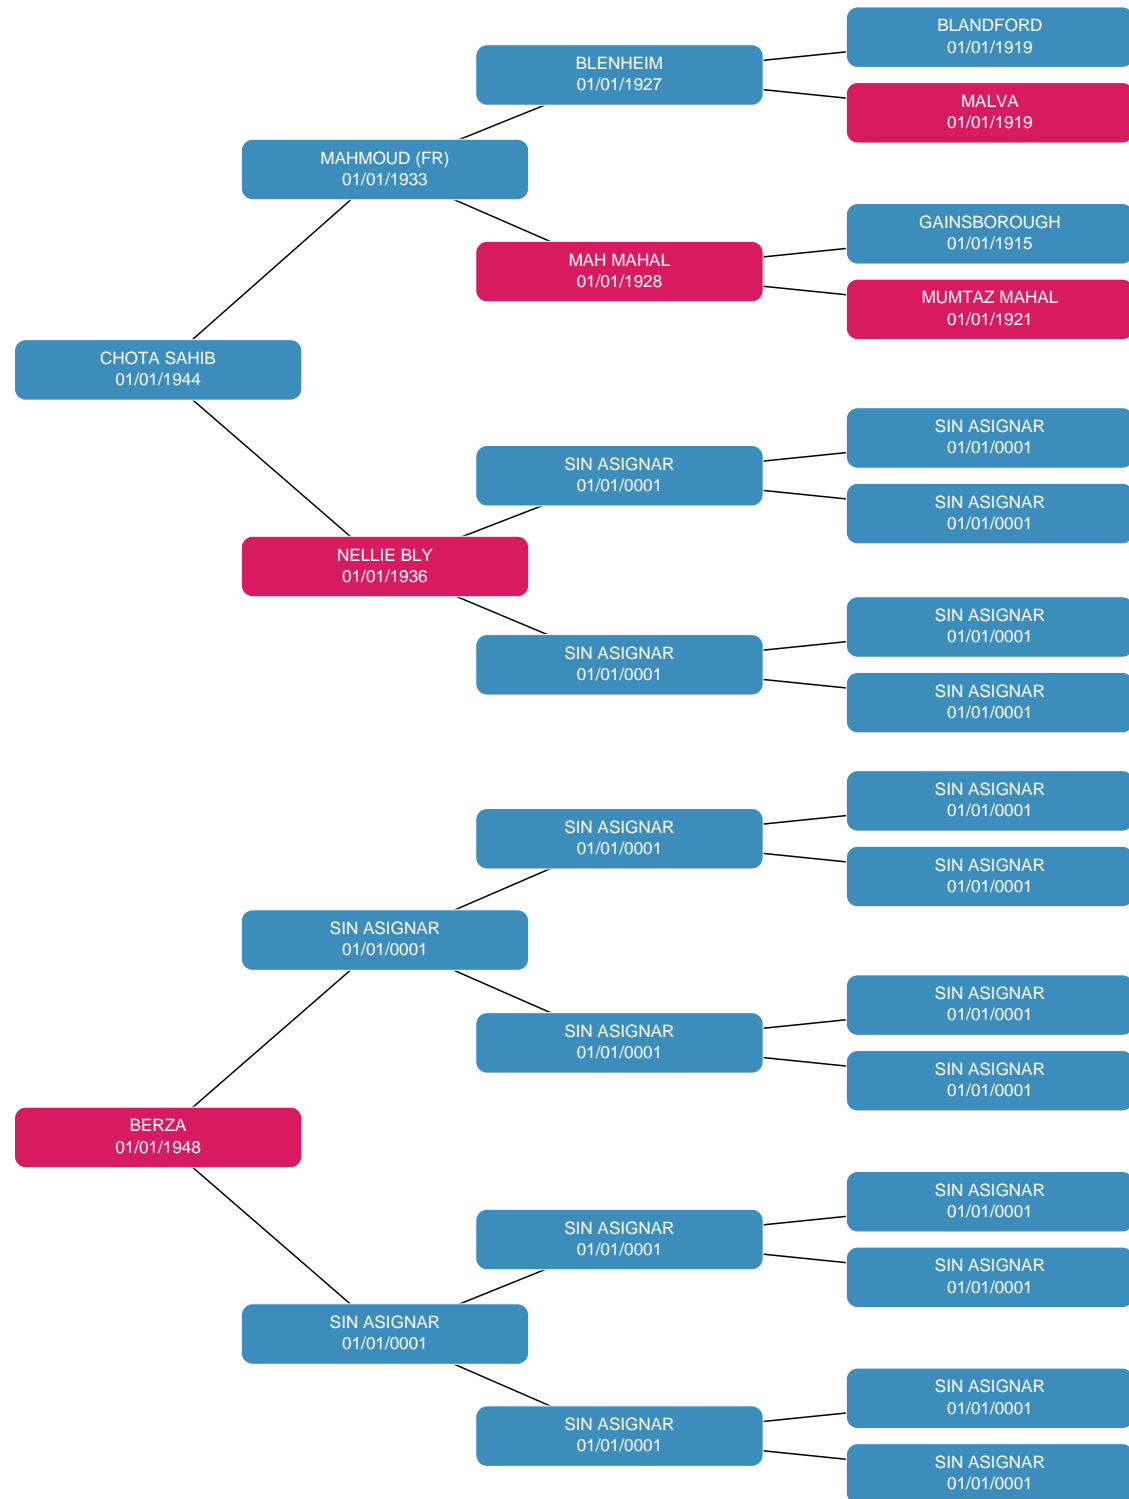 BLANDFORD
01/01/1919
BLENHEIM
01/01/1927
MALVA
01/01/1919
MAHMOUD (FR)
01/01/1933
GAINSBOROUGH
01/01/1915
MAH MAHAL
01/01/1928
MUMTAZ MAHAL
01/01/1921
CHOTA SAHIB
01/01/1944
SIN ASIGNAR
01/01/0001
SIN ASIGNAR
01/01/0001
SIN ASIGNAR
01/01/0001
NELLIE BLY
01/01/1936
SIN ASIGNAR
01/01/0001
SIN ASIGNAR
01/01/0001
SIN ASIGNAR
01/01/0001
SIN ASIGNAR
01/01/0001
SIN ASIGNAR
01/01/0001
SIN ASIGNAR
01/01/0001
SIN ASIGNAR
01/01/0001
SIN ASIGNAR
01/01/0001
SIN ASIGNAR
01/01/0001
SIN ASIGNAR
01/01/0001
BERZA
01/01/1948
SIN ASIGNAR
01/01/0001
SIN ASIGNAR
01/01/0001
SIN ASIGNAR
01/01/0001
SIN ASIGNAR
01/01/0001
SIN ASIGNAR
01/01/0001
SIN ASIGNAR
01/01/0001
SIN ASIGNAR
01/01/0001